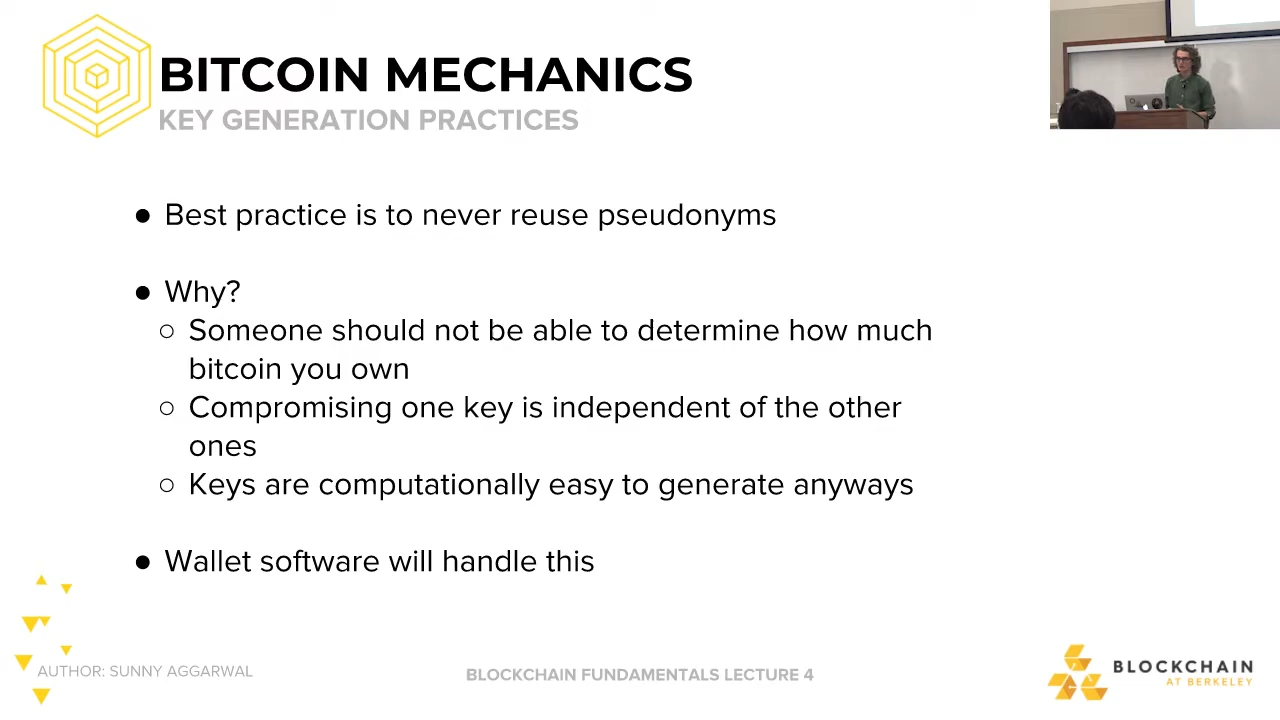 BITCOIN MECHANICS
KEY GENERATION PRACTICES
● Best practice is to never reuse pseudonyms
● Why?
○ Someone should not be able to determine how much
bitcoin you own
○ Compromising one key is independent of the other
ones
○ Keys are computationally easy to generate anyways
● Wallet software will handle this
AUTHOR: SUNNY AGGARWAL
BLOCKCHAIN FUNDAMENTALS LECTURE 4
BLOCKCHAIN
AT BERKELEY